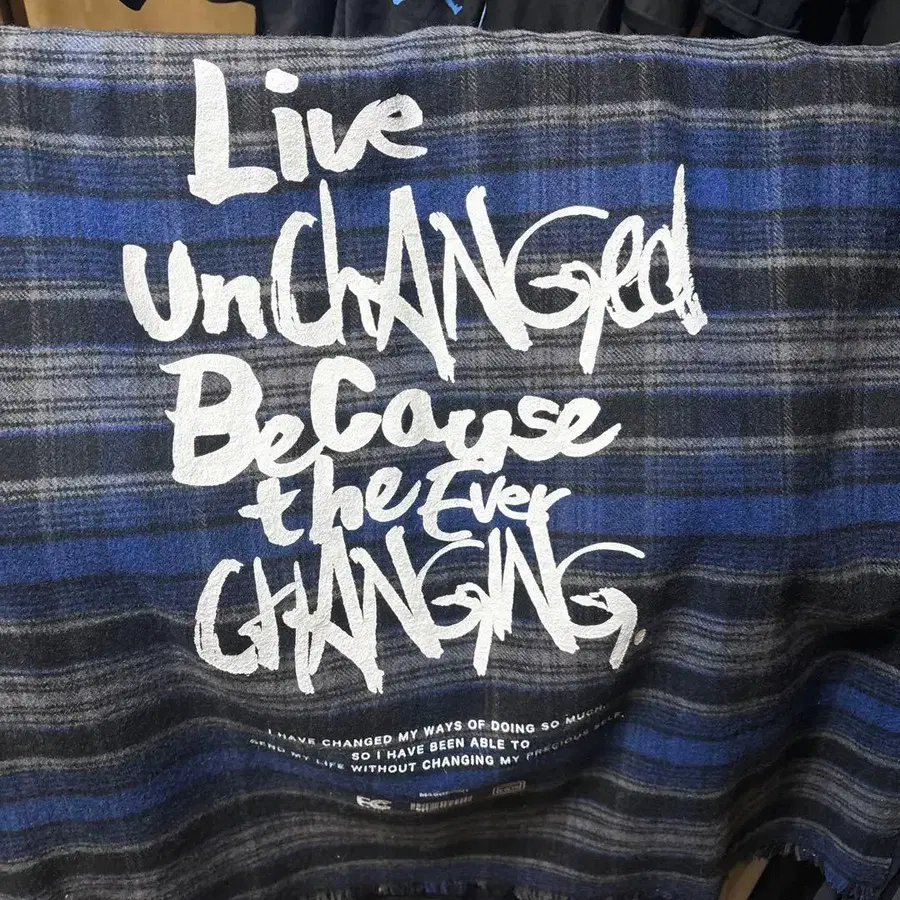 Live
UnChANGed
BeCause
the Ever
CHANGING.
I HAVE CHANGED MY WAYS OF DOING SO MUCH,
SO I HAVE BEEN ABLE TO
SEND MY LIFE WITHOUT CHANGING MY PRECIOUS SELF.